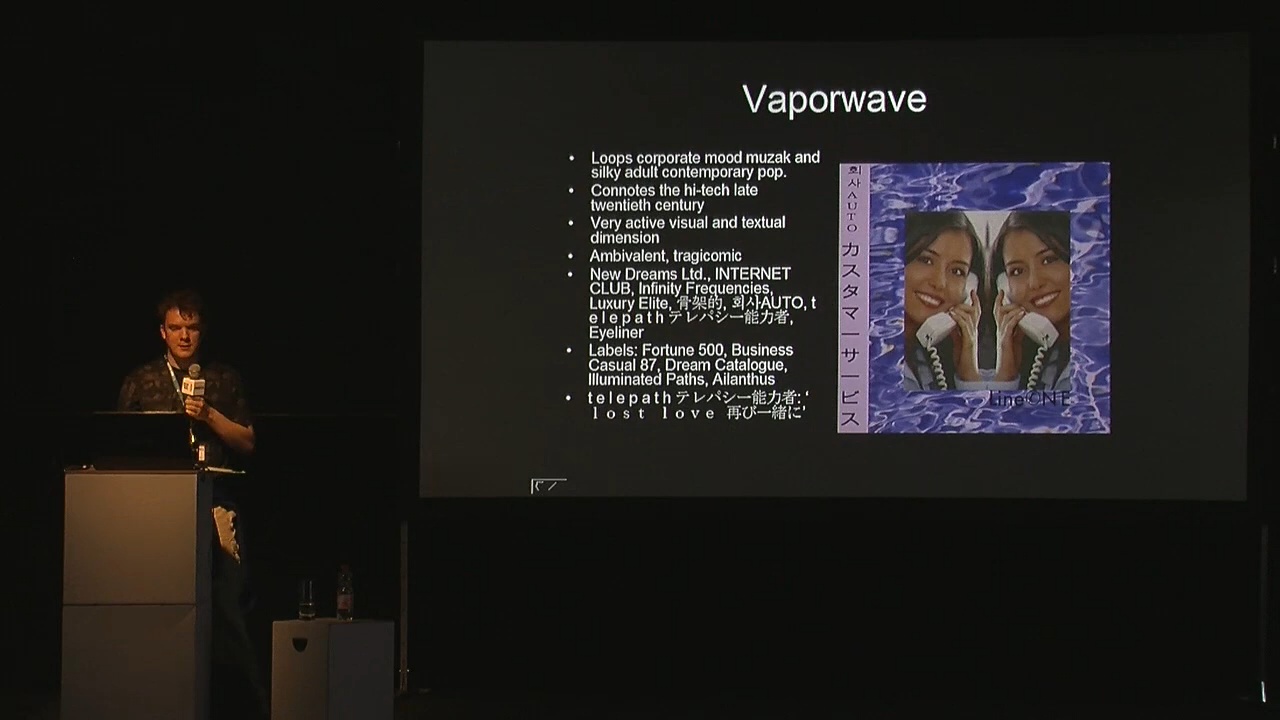 Vaporwave
• Loops corporate mood muzak and
silky adult contemporary pop.
• Connotes the hi-tech late
twentieth century
• Very active visual and textual
dimension
• Ambivalent, tragicomic
• New Dreams Ltd., INTERNET
CLUB, Infinity Frequencies,
Luxury Elite, 骨架的, 회사AUTO, t
e l e p a t h テレパシー能力者,
Eyeliner
• Labels: Fortune 500, Business
Casual 87, Dream Catalogue,
Illuminated Paths, Ailanthus
• t e l e p a t h テレパシー能力者: ‘
ｌｏｓｔ ｌｏｖｅ 再び一緒に’
회사AUTO カスタマーサービス
Line ONE